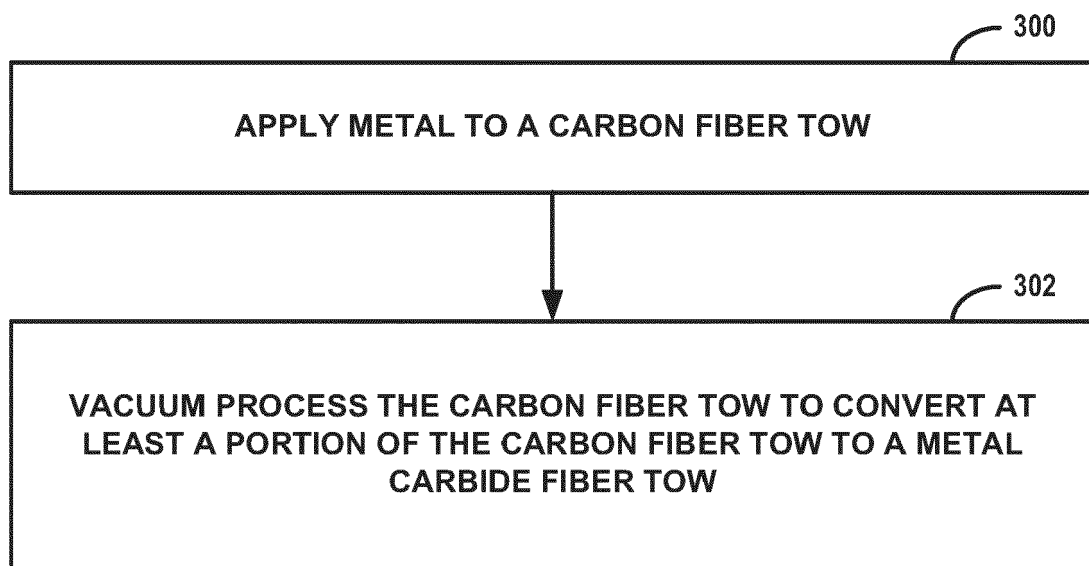 300
APPLY METAL TO A CARBON FIBER TOW
302
VACUUM PROCESS THE CARBON FIBER TOW TO CONVERT AT
LEAST A PORTION OF THE CARBON FIBER TOW TO A METAL
CARBIDE FIBER TOW